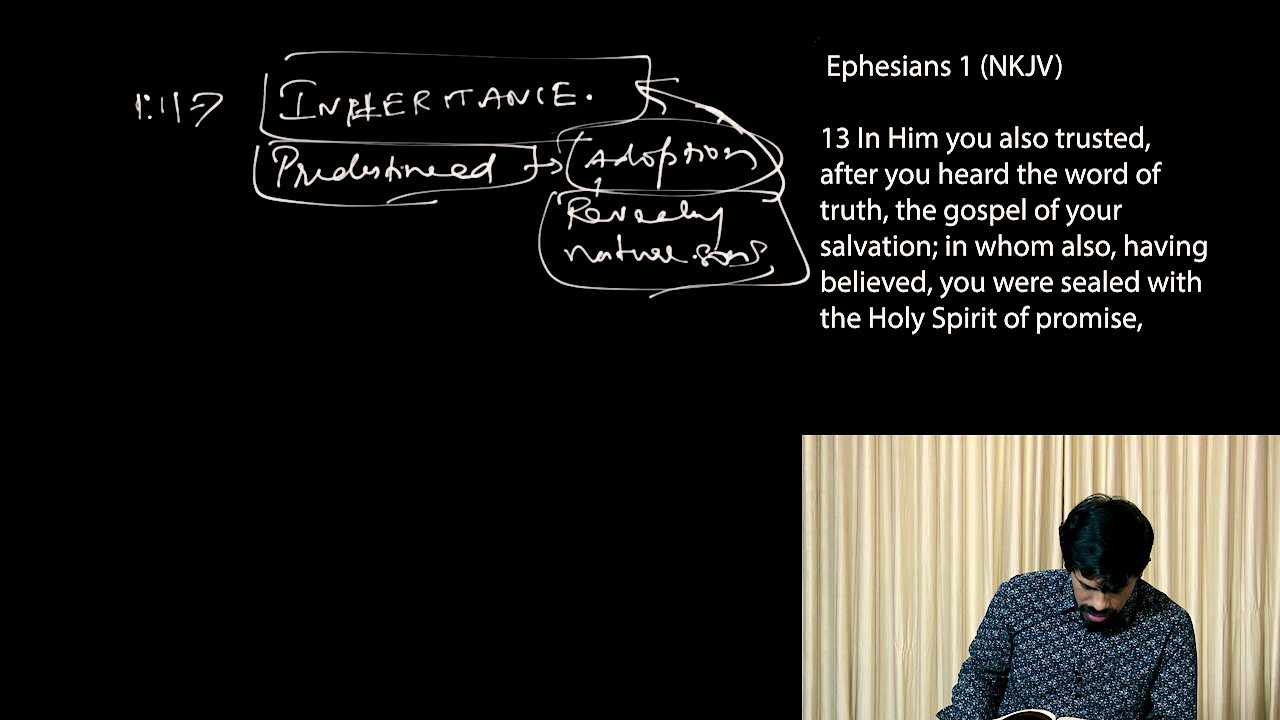 1:11⇒ INHERITANCE.
Predestined → Adoption
nature sons
Ephesians 1 (NKJV)
13 In Him you also trusted,
after you heard the word of
truth, the gospel of your
salvation; in whom also, having
believed, you were sealed with
the Holy Spirit of promise,